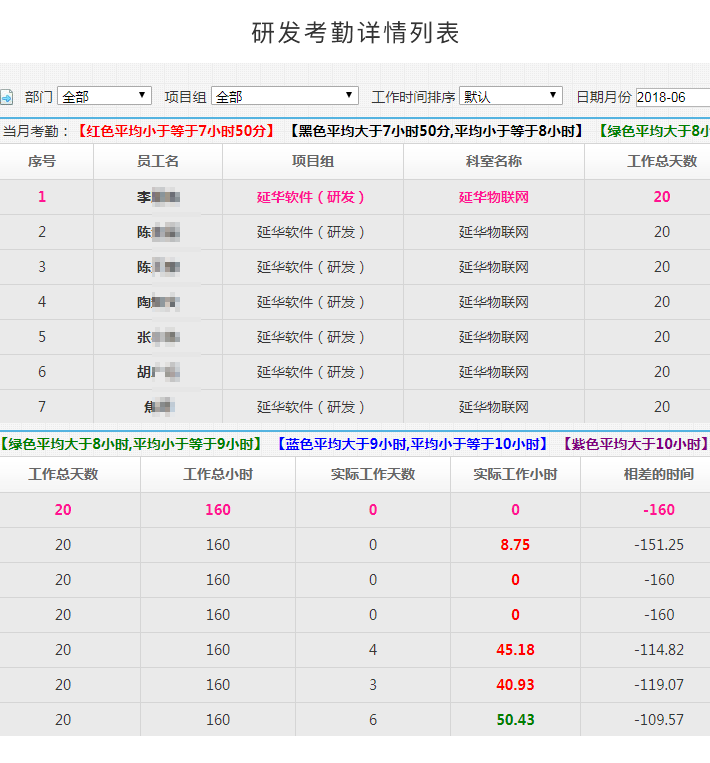 研发考勤详情列表
部门 全部 项目组 全部 工作时间排序 默认 日期月份 2018-06
当月考勤：【红色平均小于等于7小时50分】【黑色平均大于7小时50分,平均小于等于8小时】【绿色平均大于8小
序号 员工名 项目组 科室名称 工作总天数
1 李 延华软件（研发） 延华物联网 20
2 陈 延华软件（研发） 延华物联网 20
3 陈 延华软件（研发） 延华物联网 20
4 陶 延华软件（研发） 延华物联网 20
5 张 延华软件（研发） 延华物联网 20
6 胡 延华软件（研发） 延华物联网 20
7 焦 延华软件（研发） 延华物联网 20
【绿色平均大于8小时,平均小于等于9小时】【蓝色平均大于9小时,平均小于等于10小时】【紫色平均大于10小时】
工作总天数 工作总小时 实际工作天数 实际工作小时 相差的时间
20 160 0 0 -160
20 160 0 8.75 -151.25
20 160 0 0 -160
20 160 0 0 -160
20 160 4 45.18 -114.82
20 160 3 40.93 -119.07
20 160 6 50.43 -109.57